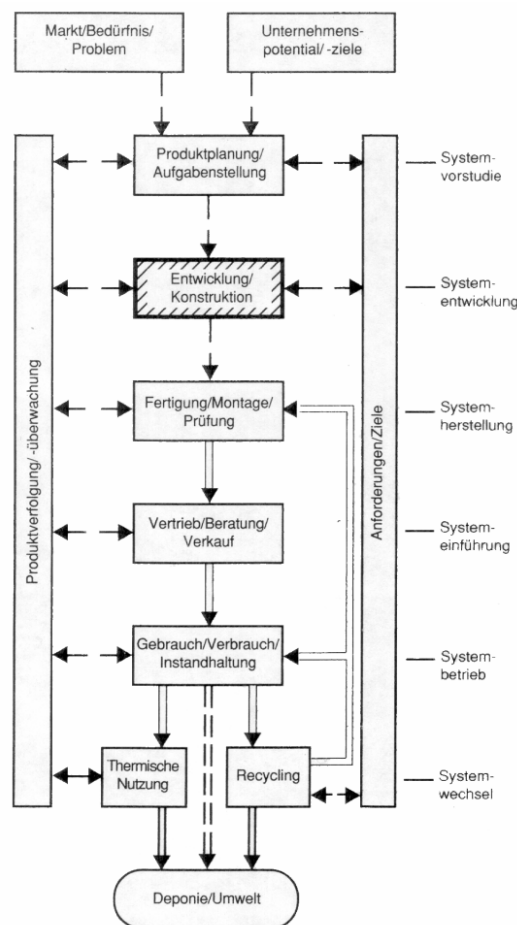 Markt/Bedürfnis/
Problem
Unternehmens-
potential/ -ziele
Produktplanung/
Aufgabenstellung
System-
vorstudie
Entwicklung/
Konstruktion
System-
entwicklung
Fertigung/Montage/
Prüfung
System-
herstellung
Produktverfolgung/ -überwachung
Anforderungen/Ziele
Vertrieb/Beratung/
Verkauf
System-
einführung
Gebrauch/Verbrauch/
Instandhaltung
System-
betrieb
Thermische
Nutzung
Recycling
System-
wechsel
Deponie/Umwelt